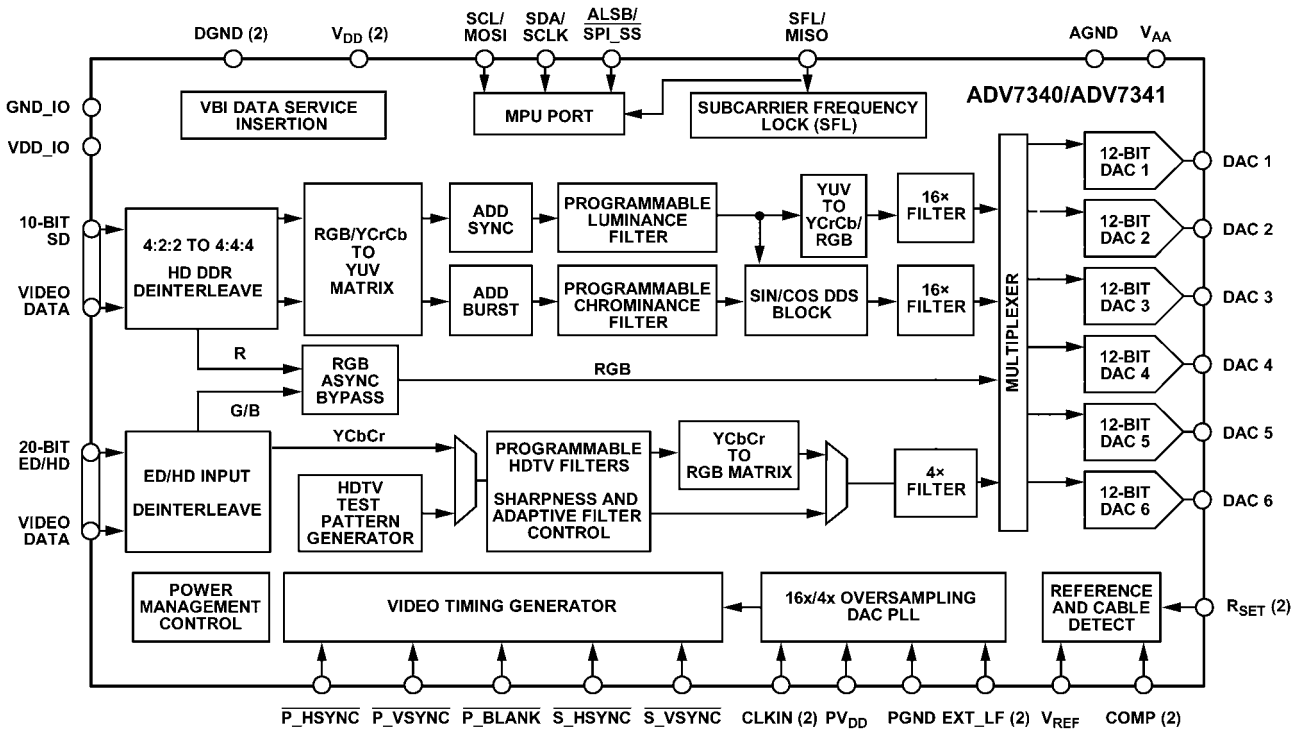 SCL/
MOSI
SDA/
SCLK
ALSB/
SPI_SS
SFL/
MISO
DGND (2)
VDD (2)
AGND
VAA
GND_IO
VDD_IO
VBI DATA SERVICE
INSERTION
MPU PORT
SUBCARRIER FREQUENCY
LOCK (SFL)
ADV7340/ADV7341
10-BIT
SD
VIDEO
DATA
4:2:2 TO 4:4:4
HD DDR
DEINTERLEAVE
RGB/YCrCb
TO
YUV
MATRIX
ADD
SYNC
PROGRAMMABLE
LUMINANCE
FILTER
YUV
TO
YCrCb/
RGB
16×
FILTER
ADD
BURST
PROGRAMMABLE
CHROMINANCE
FILTER
SIN/COS DDS
BLOCK
16×
FILTER
MULTIPLEXER
12-BIT
DAC 1
DAC 1
12-BIT
DAC 2
DAC 2
12-BIT
DAC 3
DAC 3
12-BIT
DAC 4
DAC 4
12-BIT
DAC 5
DAC 5
12-BIT
DAC 6
DAC 6
R
G/B
RGB
ASYNC
BYPASS
RGB
20-BIT
ED/HD
VIDEO
DATA
ED/HD INPUT
DEINTERLEAVE
YCbCr
HDTV
TEST
PATTERN
GENERATOR
PROGRAMMABLE
HDTV FILTERS
SHARPNESS AND
ADAPTIVE FILTER
CONTROL
YCbCr
TO
RGB MATRIX
4×
FILTER
POWER
MANAGEMENT
CONTROL
VIDEO TIMING GENERATOR
16x/4x OVERSAMPLING
DAC PLL
REFERENCE
AND CABLE
DETECT
RSET (2)
P_HSYNC
P_VSYNC
P_BLANK
S_HSYNC
S_VSYNC
CLKIN (2)
PVDD
PGND
EXT_LF (2)
VREF
COMP (2)